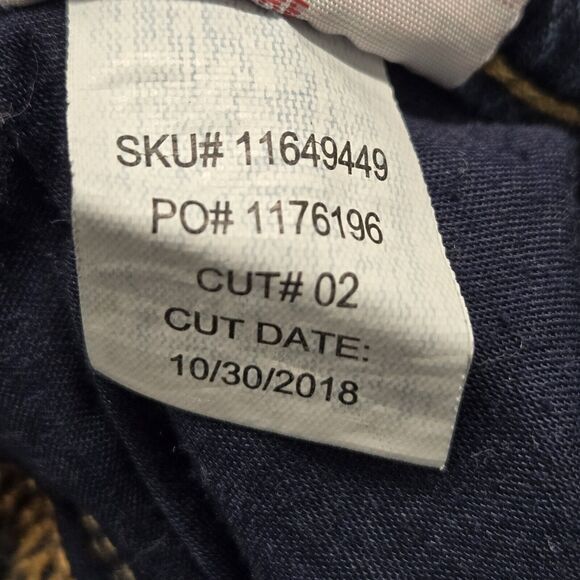 SKU# 11649449
PO# 1176196
CUT# 02
CUT DATE:
10/30/2018